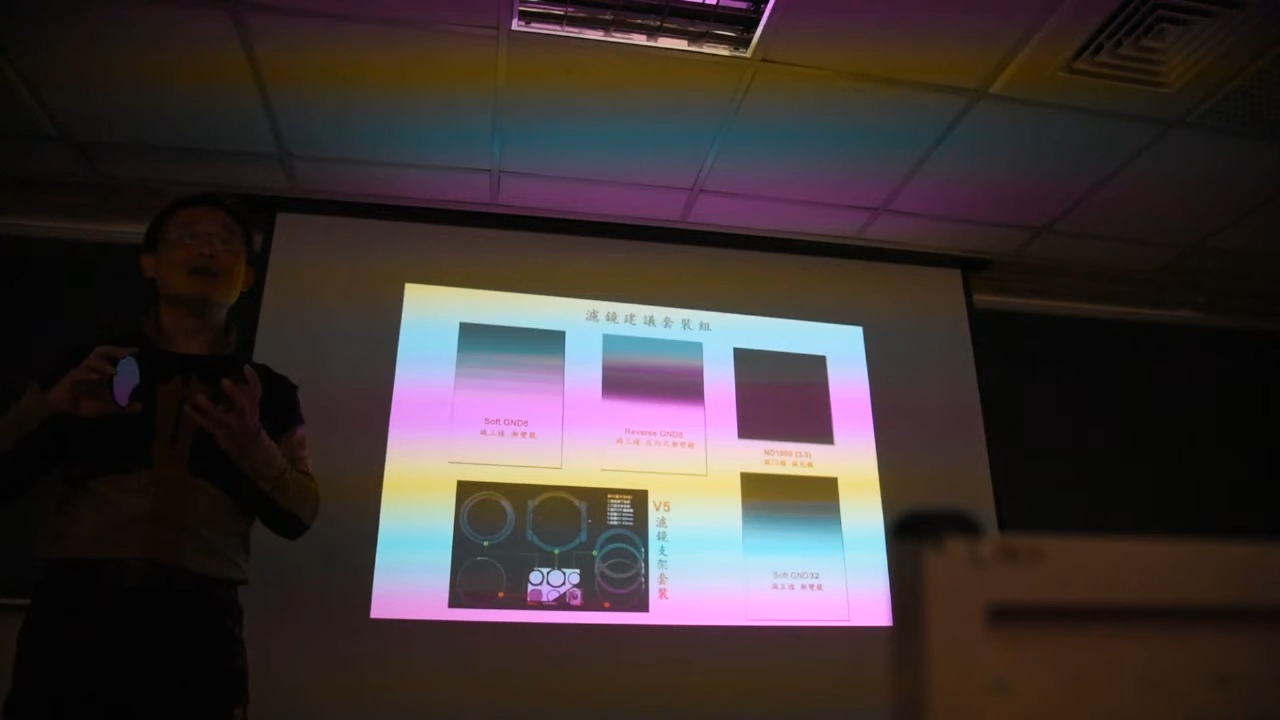 濾鏡建議套裝組
Soft GND8
減三檔 漸變鏡
Reverse GND8
減三檔 反向式漸變鏡
ND1000 (3.0)
減10檔 減光鏡
V5
濾鏡支架套裝
Soft GND32
減五檔 漸變鏡